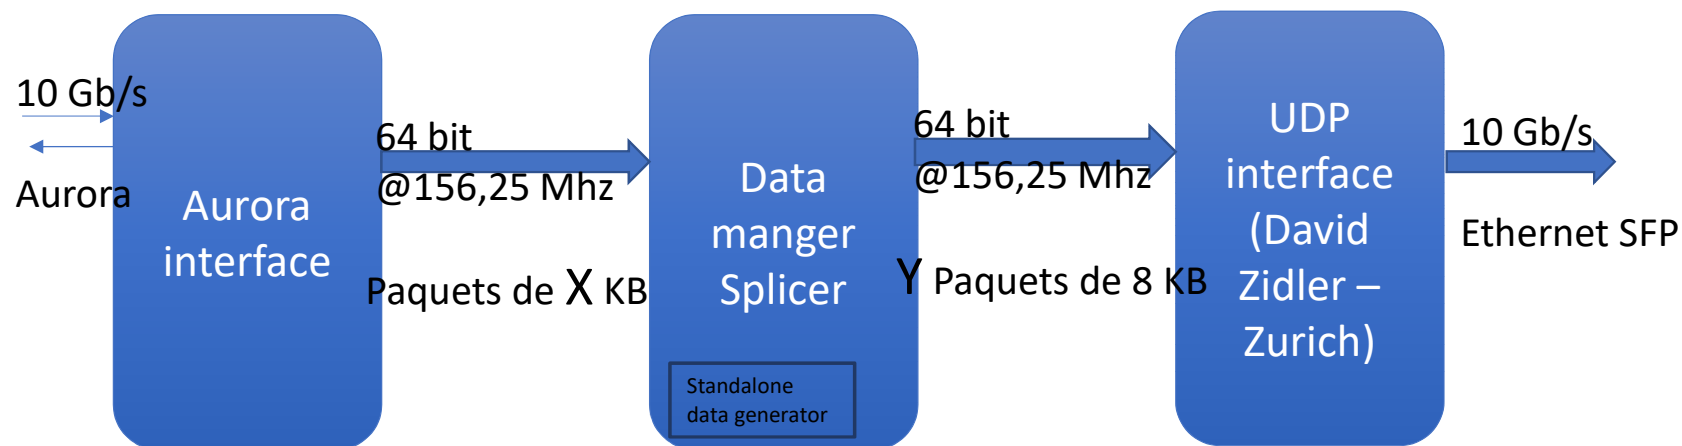 10 Gb/s
Aurora
Aurora
interface
64 bit
@156,25 Mhz
Paquets de X KB
Data
manger
Splicer
Standalone
data generator
64 bit
@156,25 Mhz
Y Paquets de 8 KB
UDP
interface
(David
Zidler –
Zurich)
10 Gb/s
Ethernet SFP